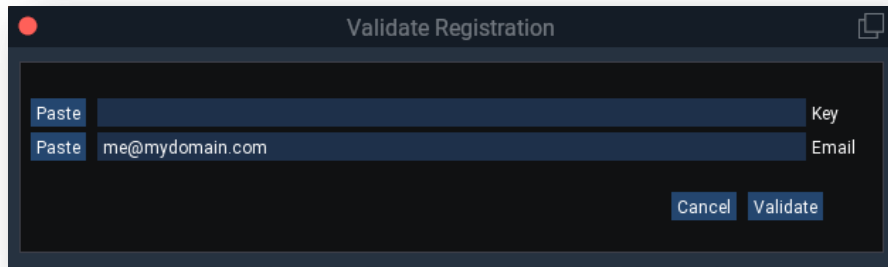 Validate Registration
Paste Key
Paste me@mydomain.com Email
Cancel Validate